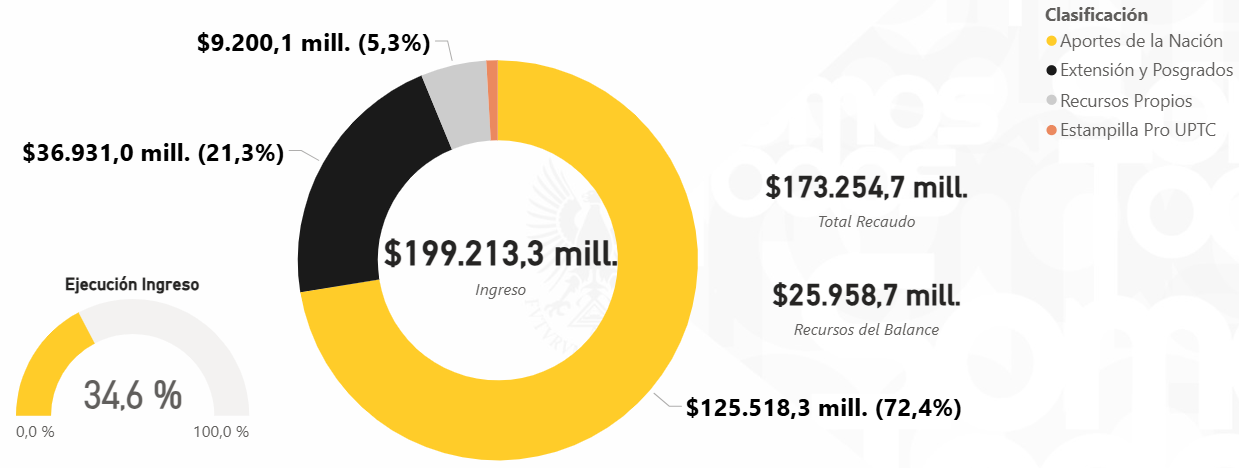 Clasificación
Aportes de la Nación
Extensión y Posgrados
Recursos Propios
Estampilla Pro UPTC
$9.200,1 mill. (5,3%)
$36.931,0 mill. (21,3%)
$199.213,3 mill.
Ingreso
$125.518,3 mill. (72,4%)
$173.254,7 mill.
Total Recaudo
$25.958,7 mill.
Recursos del Balance
Ejecución Ingreso
34,6 %
0,0 %
100,0 %